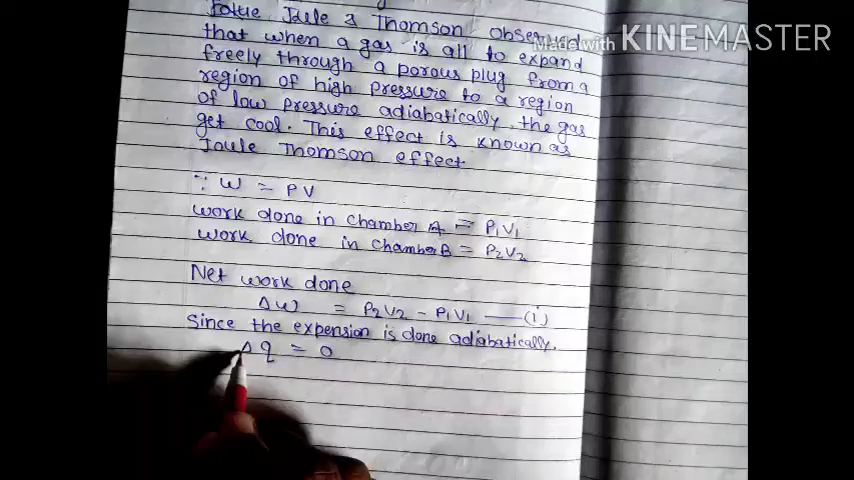 Joule & Thomson observed
that when a gas is all to expand
freely through a porous plug from a
region of high pressure to a region
of low pressure adiabatically, the gas
get cool. This effect is known as
Joule Thomson effect.
∵ W = PV
work done in chamber A = P₁V₁
work done in chamber B = P₂V₂
Net work done
ΔW = P₂V₂ - P₁V₁ —(i)
Since the expension is done adiabatically.
Δq = 0
Made with KINEMASTER